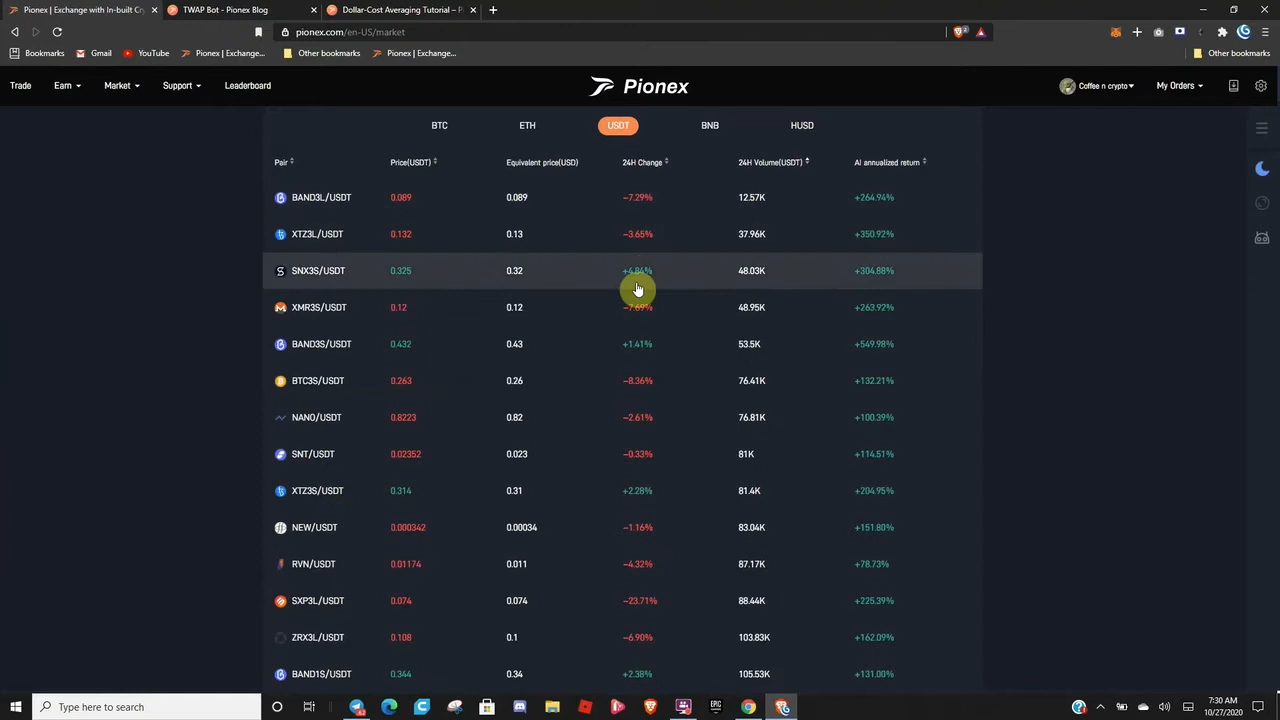 Pionex | Exchange with In-built Cry
TWAP Bot - Pionex Blog
Dollar-Cost Averaging Tutorial – P
pionex.com/en-US/market
Bookmarks Gmail YouTube Pionex | Exchange... Other bookmarks Pionex | Exchange... Other bookmarks
Trade Earn Market Support Leaderboard Pionex Coffee n crypto My Orders
BTC ETH USDT BNB HUSD
Pair Price(USDT) Equivalent price(USD) 24H Change 24H Volume(USDT) AI annualized return
BAND3L/USDT 0.089 0.089 −7.29% 12.57K +264.94%
XTZ3L/USDT 0.132 0.13 −3.65% 37.96K +350.92%
SNX3S/USDT 0.325 0.32 +4.84% 48.03K +304.88%
XMR3S/USDT 0.12 0.12 −7.69% 48.95K +263.92%
BAND3S/USDT 0.432 0.43 +1.41% 53.5K +549.98%
BTC3S/USDT 0.263 0.26 −8.36% 76.41K +132.21%
NANO/USDT 0.8223 0.82 −2.61% 76.81K +100.39%
SNT/USDT 0.02352 0.023 −0.33% 81K +114.51%
XTZ3S/USDT 0.314 0.31 +2.28% 81.4K +204.95%
NEW/USDT 0.000342 0.00034 −1.16% 83.04K +151.80%
RVN/USDT 0.01174 0.011 −4.32% 87.17K +78.73%
SXP3L/USDT 0.074 0.074 −23.71% 88.44K +225.39%
ZRX3L/USDT 0.108 0.1 −6.90% 103.83K +162.09%
BAND1S/USDT 0.344 0.34 +2.38% 105.53K +131.00%
Type here to search
7:30 AM
10/27/2020